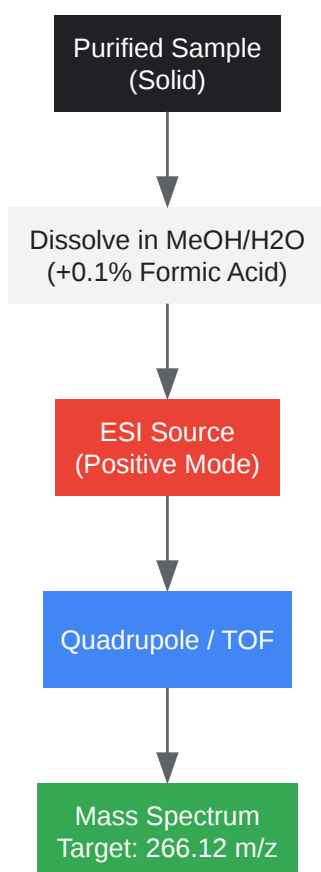 Purified Sample
(Solid)
Dissolve in MeOH/H2O
(+0.1% Formic Acid)
ESI Source
(Positive Mode)
Quadrupole / TOF
Mass Spectrum
Target: 266.12 m/z